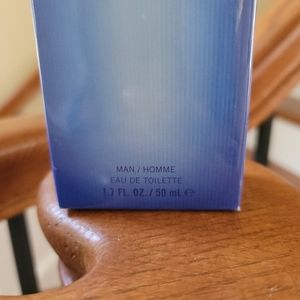 MAN / HOMME
EAU DE TOILETTE
1.7 FL. OZ. / 50 mL ℮